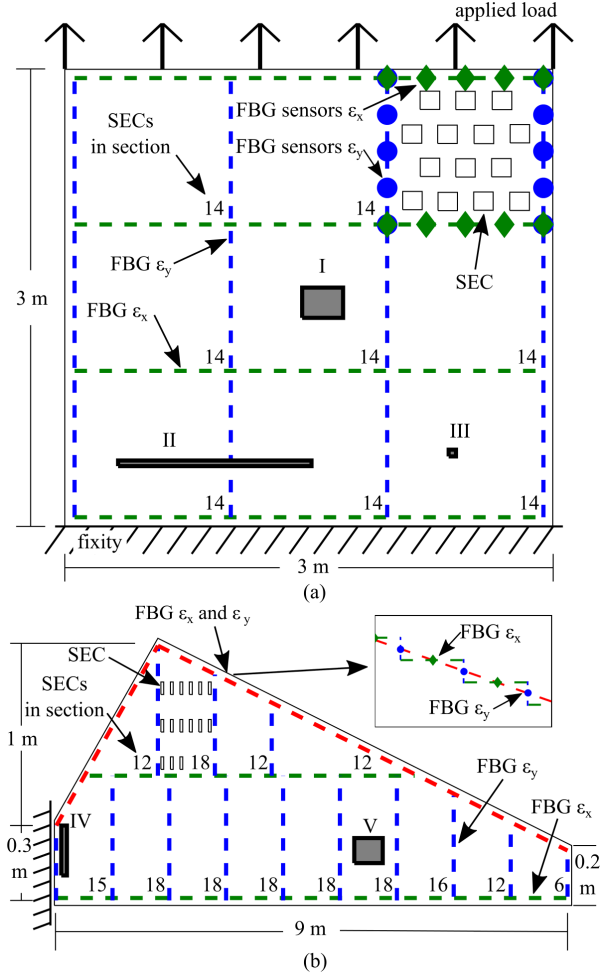 applied load
FBG sensors εx
SECs
in section
FBG sensors εy
14
14
FBG εy
SEC
I
3 m
FBG εx
14
14
14
II
III
14
14
14
fixity
3 m
(a)
FBG εx and εy
SEC
FBG εx
SECs
in section
FBG εy
1 m
12
18
12
12
FBG εy
FBG εx
IV
V
0.3
m
0.2
m
15
18
18
18
18
18
16
12
6
9 m
(b)